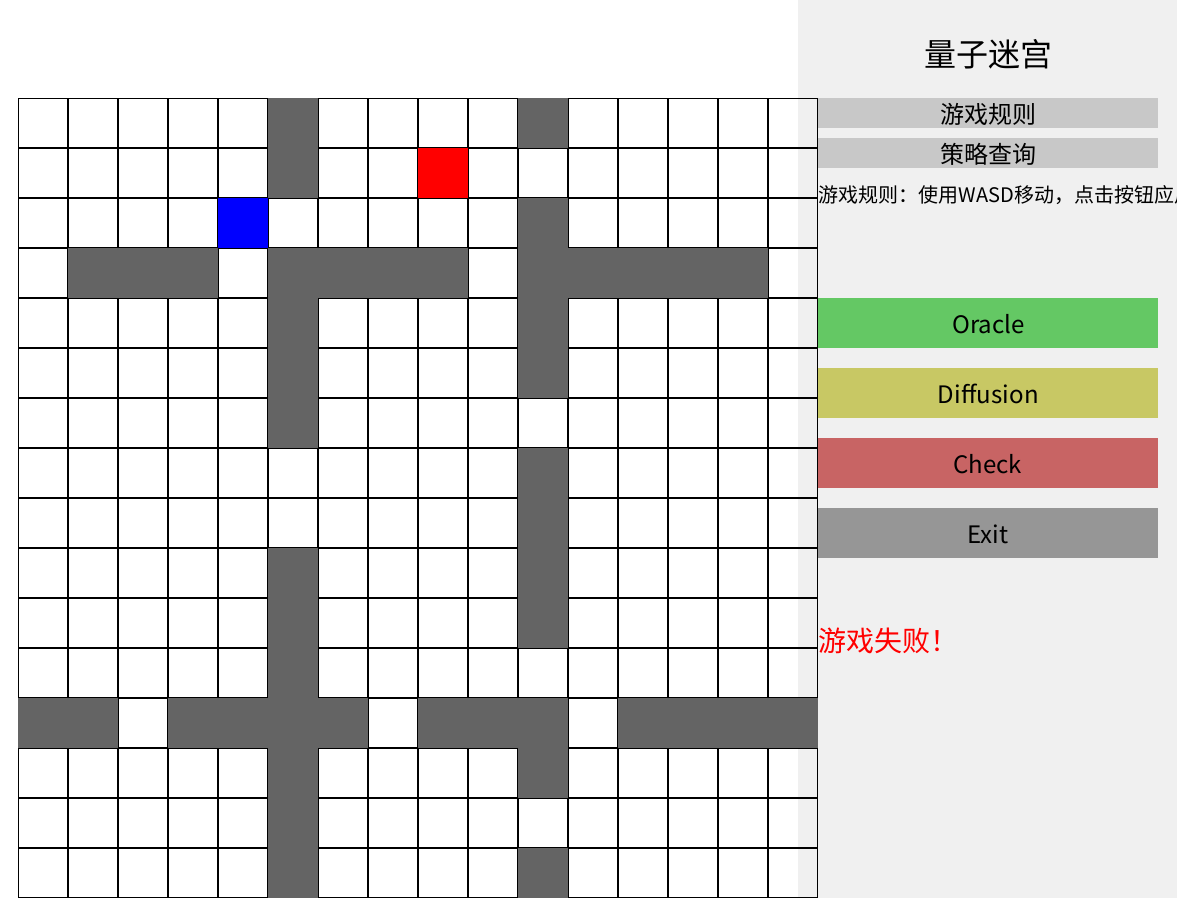 量子迷宫
游戏规则
策略查询
游戏规则：使用WASD移动，点击按钮应
Oracle
Diffusion
Check
Exit
游戏失败！